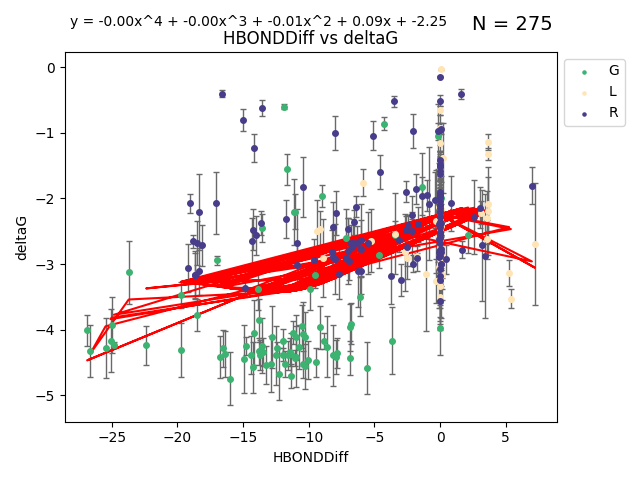 y = -0.00x^4 + -0.00x^3 + -0.01x^2 + 0.09x + -2.25
N = 275
HBONDDiff vs deltaG
G
L
R
0
−1
−2
−3
−4
−5
deltaG
−25 −20 −15 −10 −5 0 5
HBONDDiff